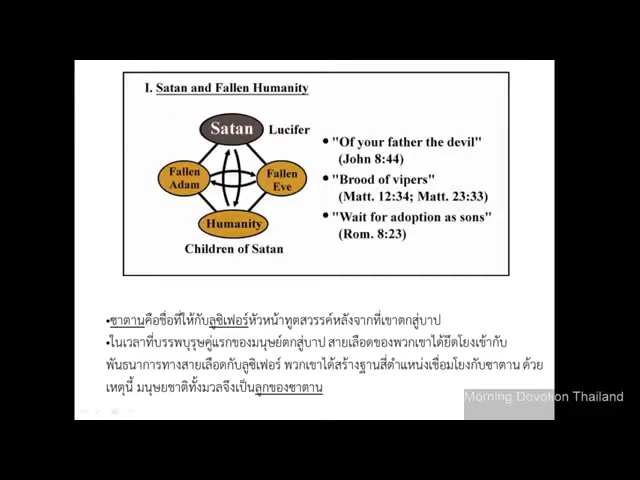 I. Satan and Fallen Humanity
Satan
Lucifer
Fallen
Adam
Fallen
Eve
Humanity
Children of Satan
• "Of your father the devil"
(John 8:44)
• "Brood of vipers"
(Matt. 12:34; Matt. 23:33)
• "Wait for adoption as sons"
(Rom. 8:23)
•ซาตานคือชื่อที่ให้กับลูซิเฟอร์หัวหน้าทูตสวรรค์หลังจากที่เขาตกสู่บาป
•ในเวลาที่บรรพบุรุษคู่แรกของมนุษย์ตกสู่บาป สายเลือดของพวกเขาได้ยึดโยงเข้ากับ
พันธนาการทางสายเลือดกับลูซิเฟอร์ พวกเขาได้สร้างฐานสี่ตำแหน่งเชื่อมโยงกับซาตาน ด้วย
เหตุนี้ มนุษยชาติทั้งมวลจึงเป็นลูกของซาตาน
Morning Devotion Thailand